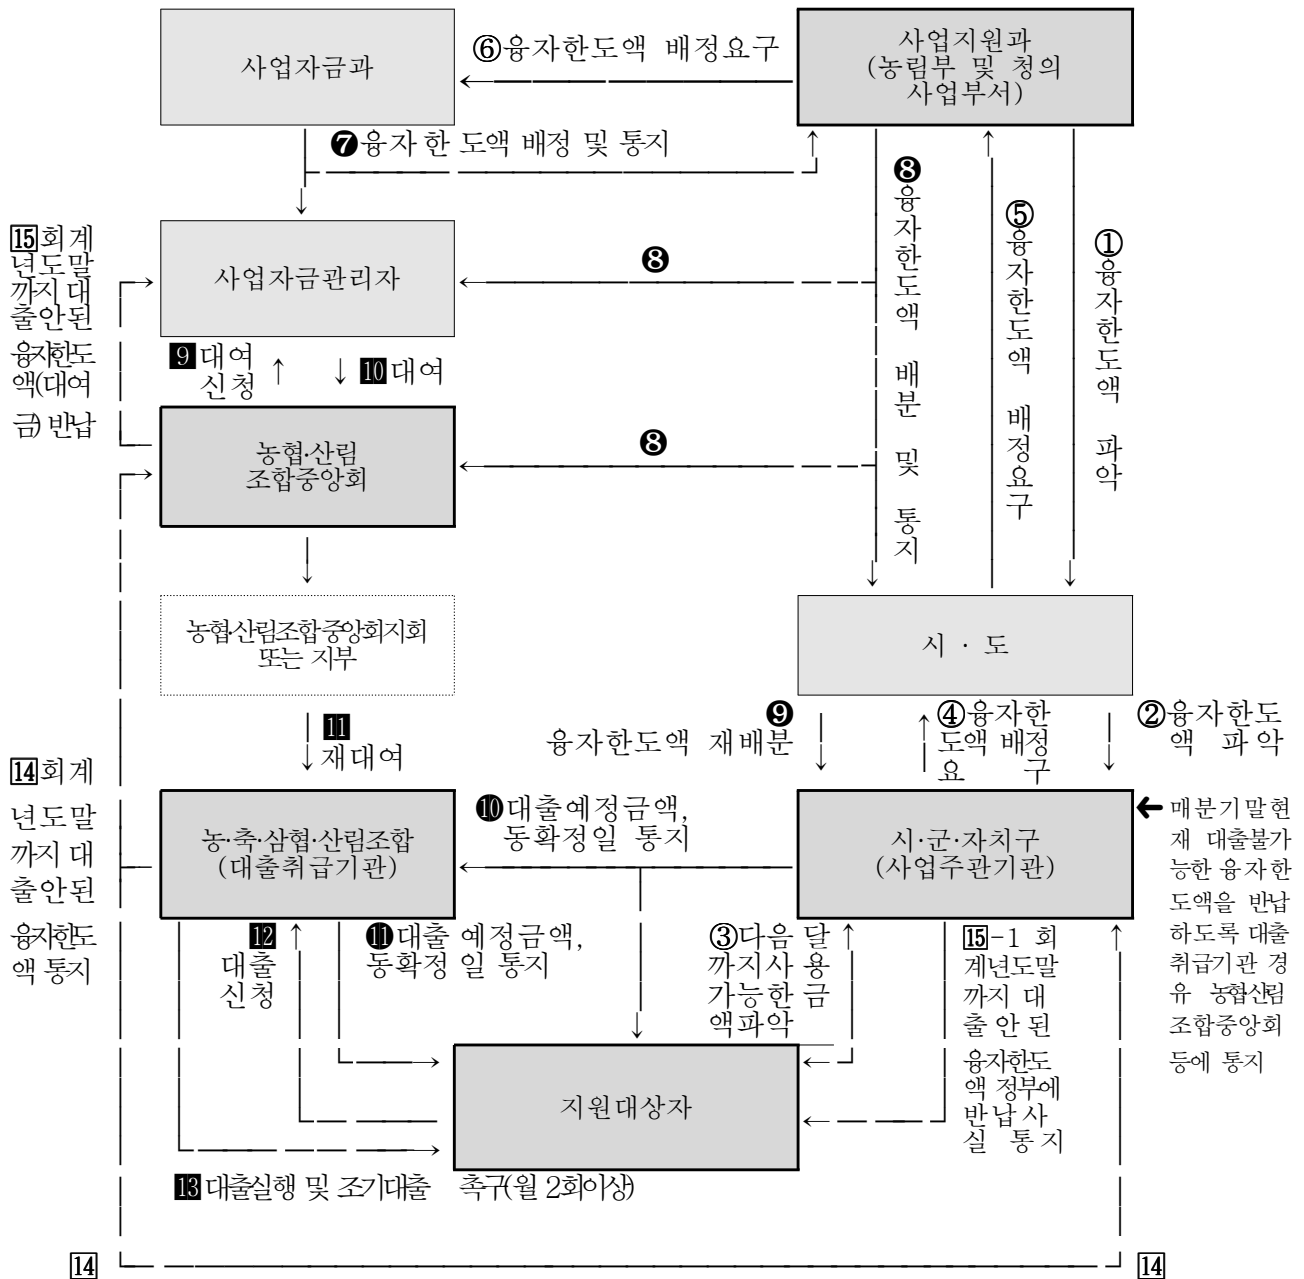 사업자금과
⑥융자한도액 배정요구
사업지원과
(농림부 및 청의
사업부서)
❼융자 한 도액 배정 및 통지
❽
융자한도액 배분 및 통지
⑤
융자한도액 배정요구
①
융자한도액 파악
15회계
년도말
까지 대
출안된
융자한도
액(대여
금) 반납
사업자금관리자
❽
9대여
신청
↑
↓ 10대여
농협·산림
조합중앙회
❽
농협·산림조합중앙회지회
또는 지부
시 · 도
11
재대여
❾
융자한도액 재배분
④융자한
도액 배정
요 구
②융자한도
액 파악
14회계
년도말
까지 대
출안된
융자한도
액 통지
농·축·삼협·산림조합
(대출취급기관)
❿대출예정금액,
동확정일 통지
시·군·자치구
(사업주관기관)
🡸 매분기말현
재 대출불가
능한 융자한
도액을 반납
하도록 대출
취급기관 경
유 농협산림
조합중앙회
등에 통지
12
대출
신청
⓫대출 예정금액,
동확정 일 통지
③다음 달
까지사 용
가능한 금
액파악
15-1 회
계년도말
까지 대
출 안 된
융자한도
액 정부에
반 납 사
실 통 지
지원대상자
13대출실행 및 조기대출 촉구(월 2회이상)
14
14